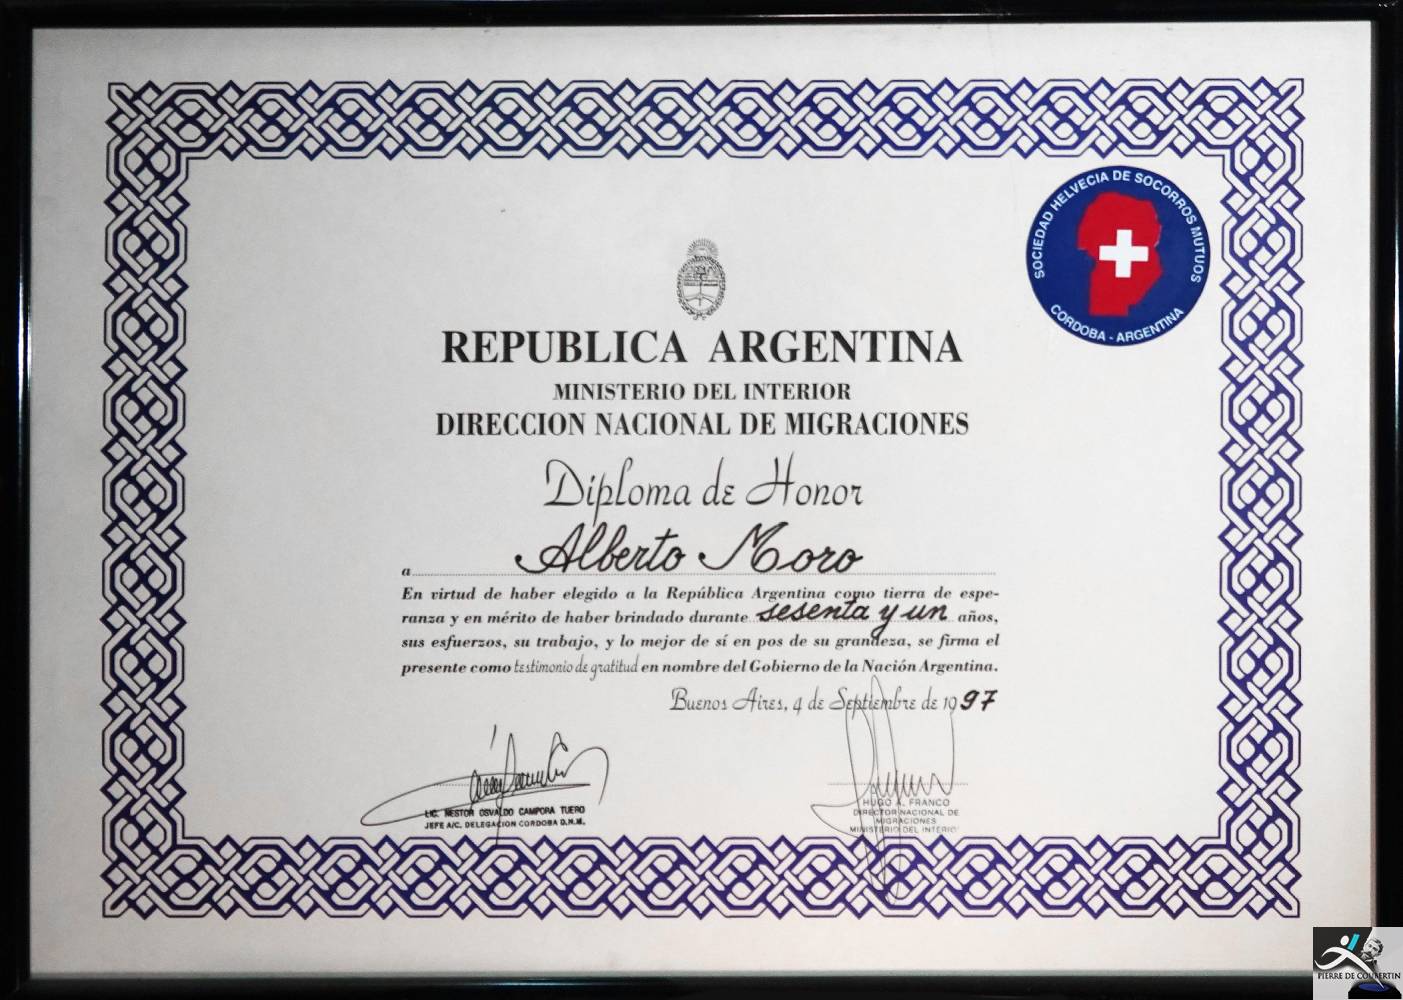 SOCIEDAD HELVECIA DE SOCORROS MUTUOS
CORDOBA - ARGENTINA
REPUBLICA ARGENTINA
MINISTERIO DEL INTERIOR
DIRECCION NACIONAL DE MIGRACIONES
Diploma de Honor
a Alberto Moro
En virtud de haber elegido a la República Argentina como tierra de espe-
ranza y en mérito de haber brindado durante sesenta y un años,
sus esfuerzos, su trabajo, y lo mejor de sí en pos de su grandeza, se firma el
presente como testimonio de gratitud en nombre del Gobierno de la Nación Argentina.
Buenos Aires, 4 de Septiembre de 1997
LIC. NESTOR OSVALDO CAMPORA TUERO
JEFE A/C. DELEGACION CORDOBA D.N.M.
HUGO A. FRANCO
DIRECTOR NACIONAL DE
MIGRACIONES
MINISTERIO DEL INTERIOR
PIERRE DE COUBERTIN